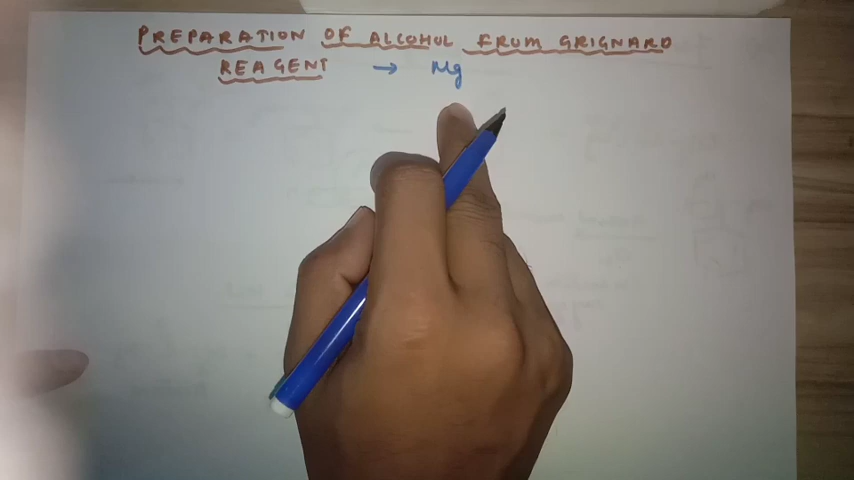 PREPARATION OF ALCOHOL FROM GRIGNARD
REAGENT → Mg